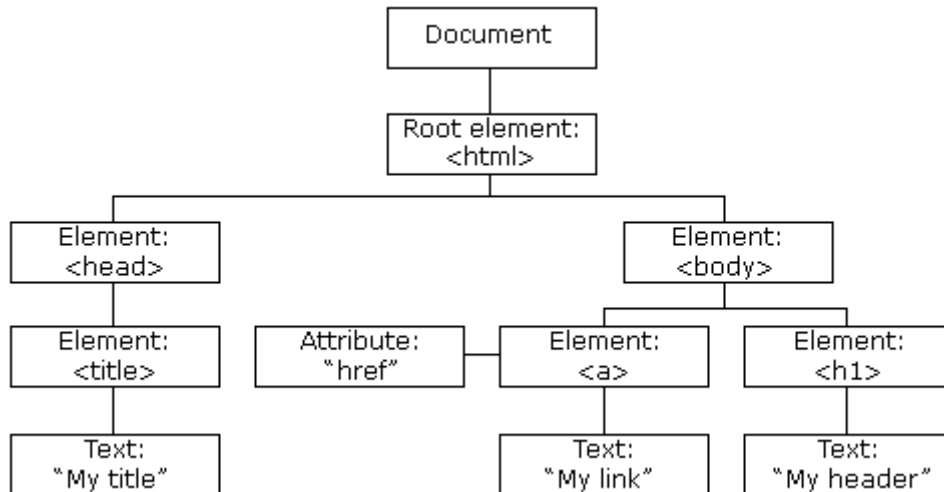 Document
Root element:
<html>
Element:
<head>
Element:
<body>
Element:
<title>
Attribute:
“href”
Element:
<a>
Element:
<h1>
Text:
“My title”
Text:
“My link”
Text:
“My header”